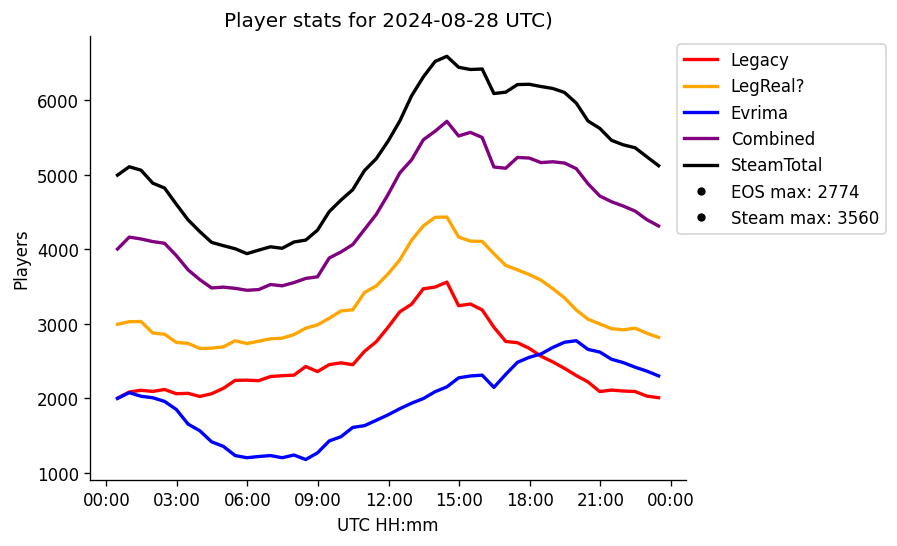 Player stats for 2024-08-28 UTC)
Legacy
LegReal?
Evrima
Combined
SteamTotal
EOS max: 2774
Steam max: 3560
Players
6000
5000
4000
3000
2000
1000
00:00 03:00 06:00 09:00 12:00 15:00 18:00 21:00 00:00
UTC HH:mm